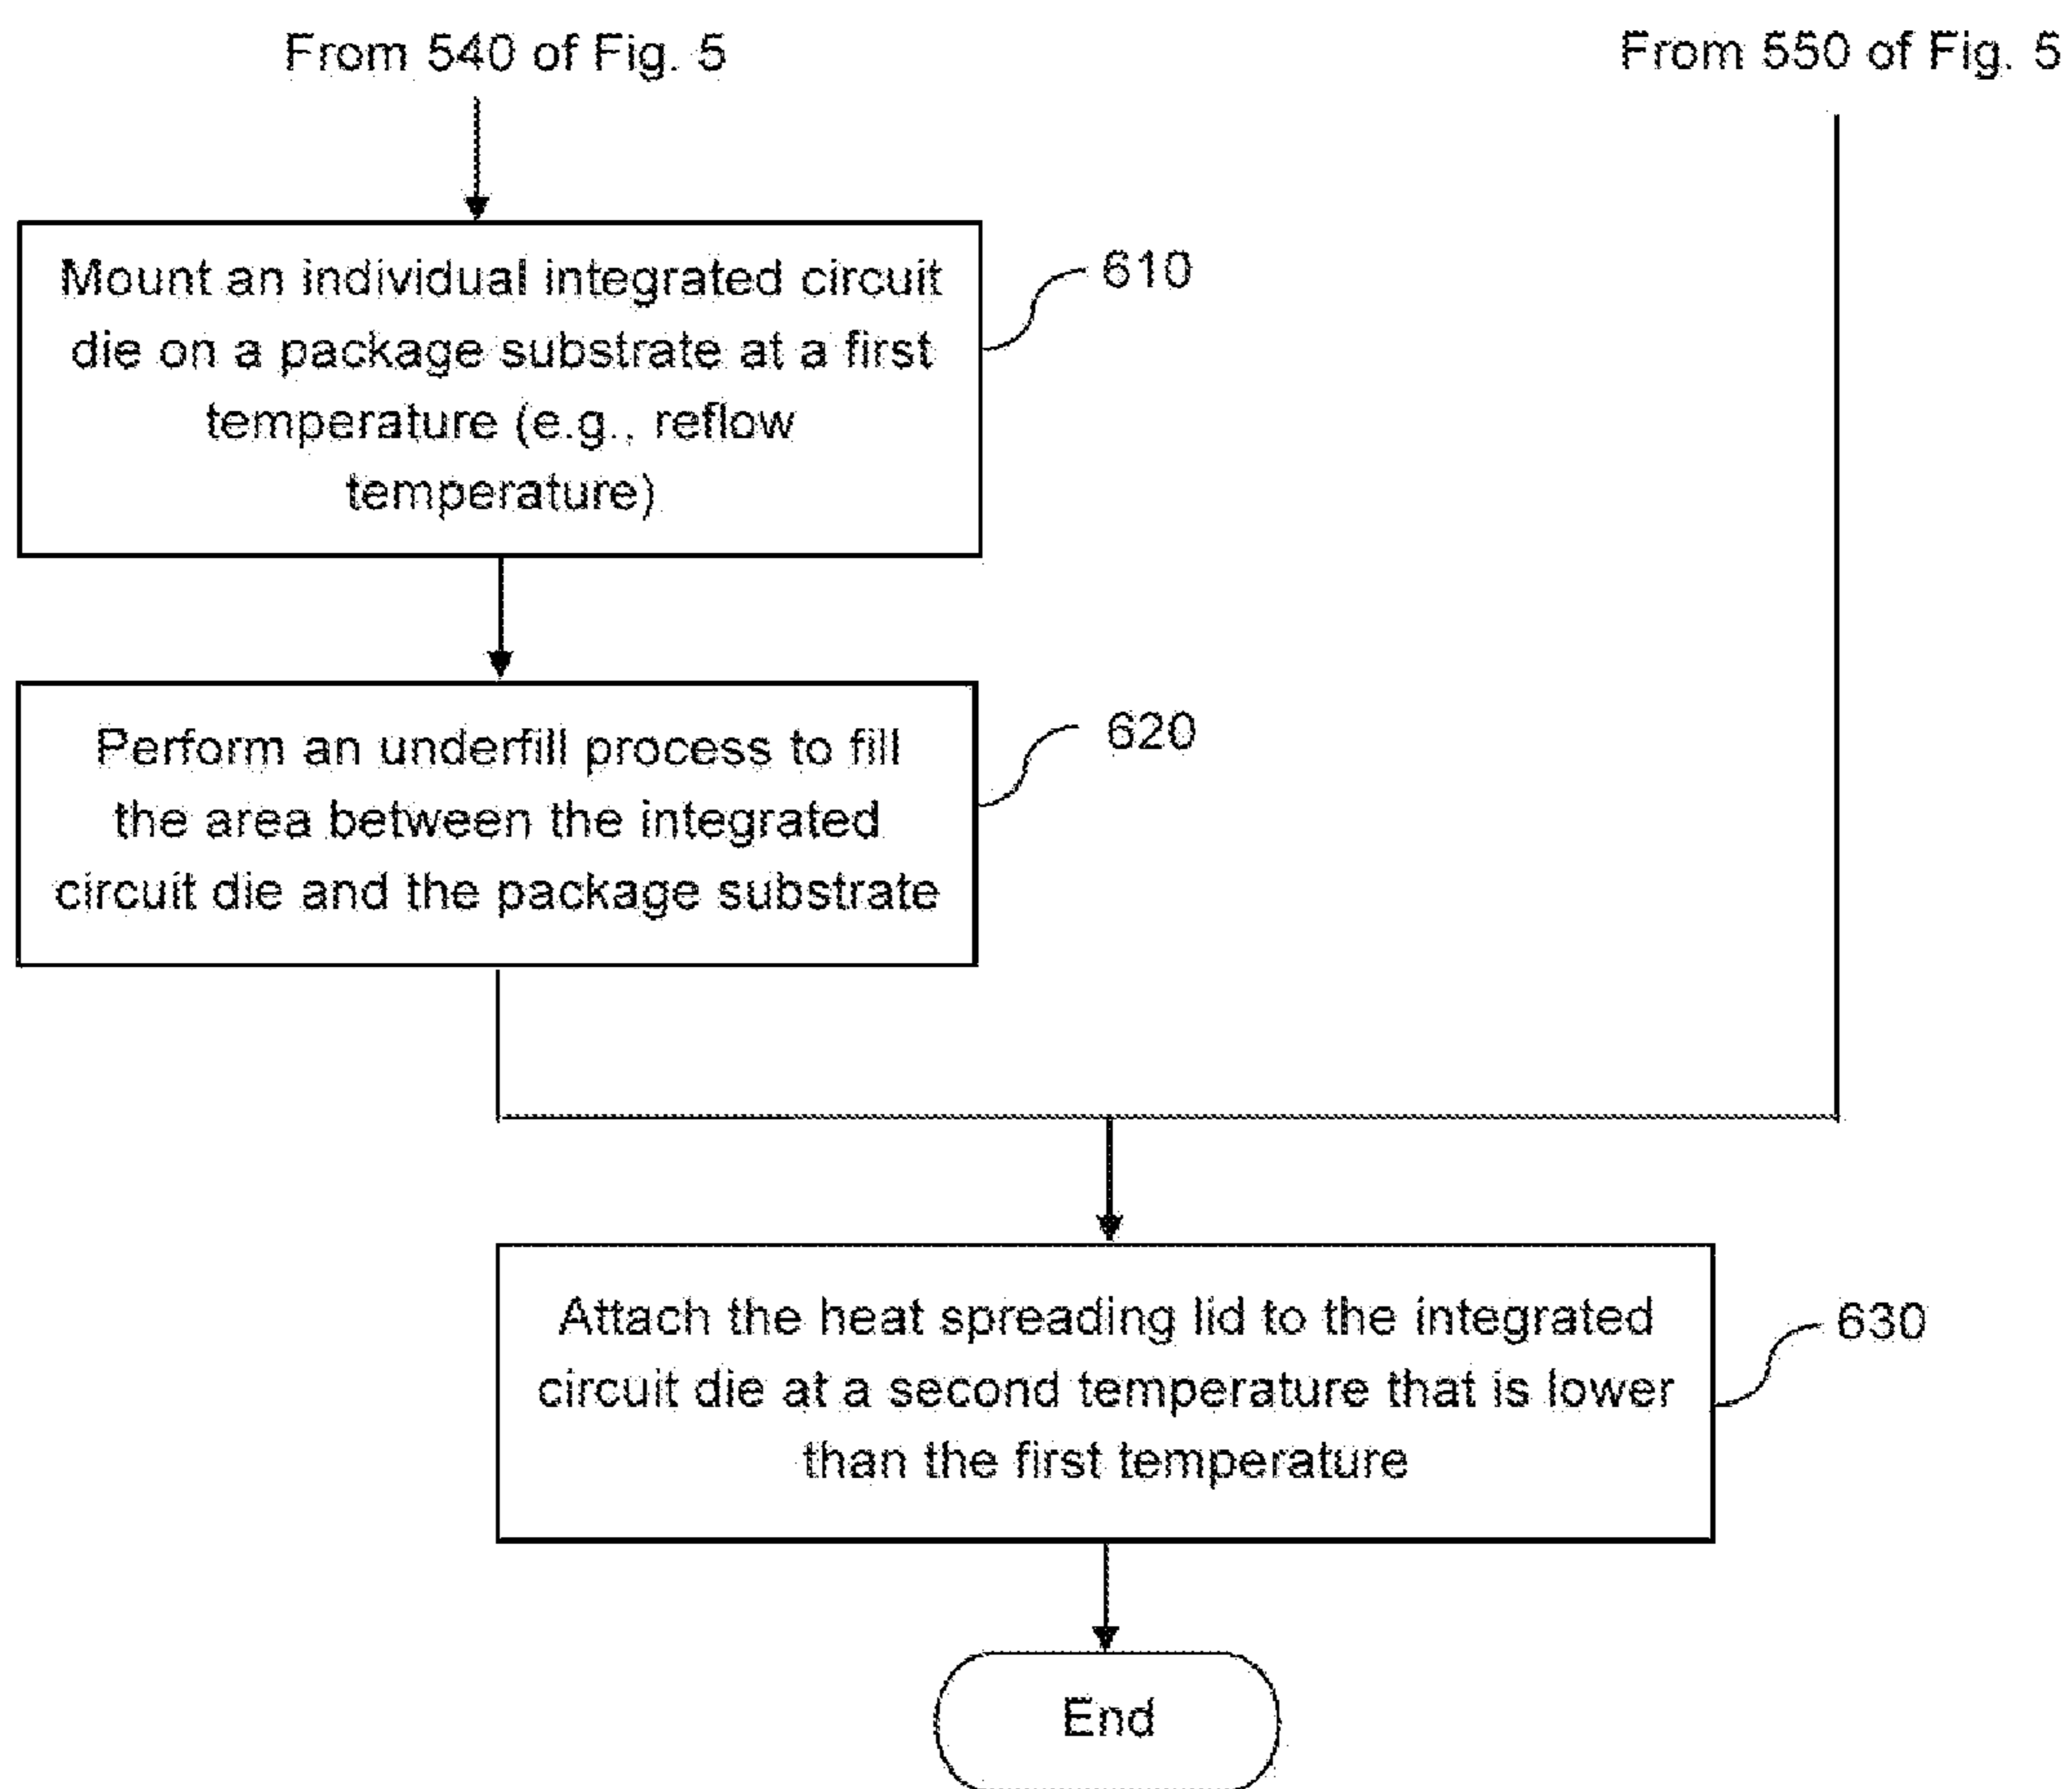 From 540 of Fig. 5
From 550 of Fig. 5
Mount an individual integrated circuit
die on a package substrate at a first
temperature (e.g., reflow
temperature)
610
Perform an underfill process to fill
the area between the integrated
circuit die and the package substrate
620
Attach the heat spreading lid to the integrated
circuit die at a second temperature that is lower
than the first temperature
630
End